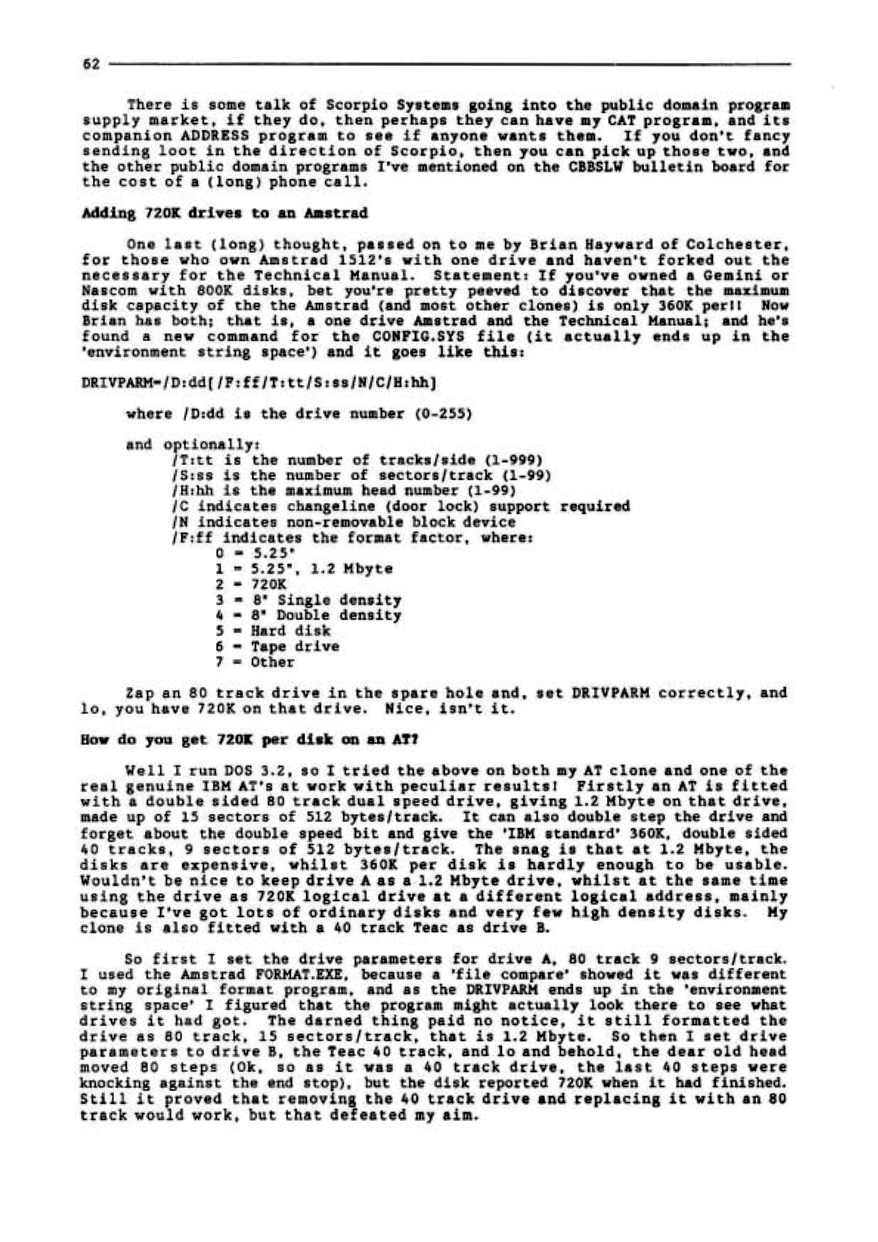 62
There is some talk of Scorpio Systems going into the public domain program
supply market, if they do, then perhaps they can have my CAT program, and its
companion ADDRESS program to see if anyone wants them. If you don't fancy
sending loot in the direction of Scorpio, then you can pick up those two, and
the other public domain programs I've mentioned on the CBBSLW bulletin board for
the cost of a (long) phone call.
Adding 720K drives to an Amstrad
One last (long) thought, passed on to me by Brian Hayward of Colchester,
for those who own Amstrad 1512's with one drive and haven't forked out the
necessary for the Technical Manual. Statement: If you've owned a Gemini or
Nascom with 800K disks, bet you're pretty peeved to discover that the maximum
disk capacity of the the Amstrad (and most other clones) is only 360K per!! Now
Brian has both; that is, a one drive Amstrad and the Technical Manual; and he's
found a new command for the CONFIG.SYS file (it actually ends up in the
'environment string space') and it goes like this:
DRIVPARM=/D:dd[/F:ff/T:tt/S:ss/N/C/H:hh]
where /D:dd is the drive number (0-255)
and optionally:
/T:tt is the number of tracks/side (1-999)
/S:ss is the number of sectors/track (1-99)
/H:hh is the maximum head number (1-99)
/C indicates changeline (door lock) support required
/N indicates non-removable block device
/F:ff indicates the format factor, where:
0 = 5.25"
1 = 5.25", 1.2 Mbyte
2 = 720K
3 = 8" Single density
4 = 8" Double density
5 = Hard disk
6 = Tape drive
7 = Other
Zap an 80 track drive in the spare hole and, set DRIVPARM correctly, and
lo, you have 720K on that drive. Nice, isn't it.
How do you get 720K per disk on an AT?
Well I run DOS 3.2, so I tried the above on both my AT clone and one of the
real genuine IBM AT's at work with peculiar results! Firstly an AT is fitted
with a double sided 80 track dual speed drive, giving 1.2 Mbyte on that drive,
made up of 15 sectors of 512 bytes/track. It can also double step the drive and
forget about the double speed bit and give the 'IBM standard' 360K, double sided
40 tracks, 9 sectors of 512 bytes/track. The snag is that at 1.2 Mbyte, the
disks are expensive, whilst 360K per disk is hardly enough to be usable.
Wouldn't be nice to keep drive A as a 1.2 Mbyte drive, whilst at the same time
using the drive as 720K logical drive at a different logical address, mainly
because I've got lots of ordinary disks and very few high density disks. My
clone is also fitted with a 40 track Teac as drive B.
So first I set the drive parameters for drive A, 80 track 9 sectors/track.
I used the Amstrad FORMAT.EXE, because a 'file compare' showed it was different
to my original format program, and as the DRIVPARM ends up in the 'environment
string space' I figured that the program might actually look there to see what
drives it had got. The darned thing paid no notice, it still formatted the
drive as 80 track, 15 sectors/track, that is 1.2 Mbyte. So then I set drive
parameters to drive B, the Teac 40 track, and lo and behold, the dear old head
moved 80 steps (Ok, so as it was a 40 track drive, the last 40 steps were
knocking against the end stop), but the disk reported 720K when it had finished.
Still it proved that removing the 40 track drive and replacing it with an 80
track would work, but that defeated my aim.